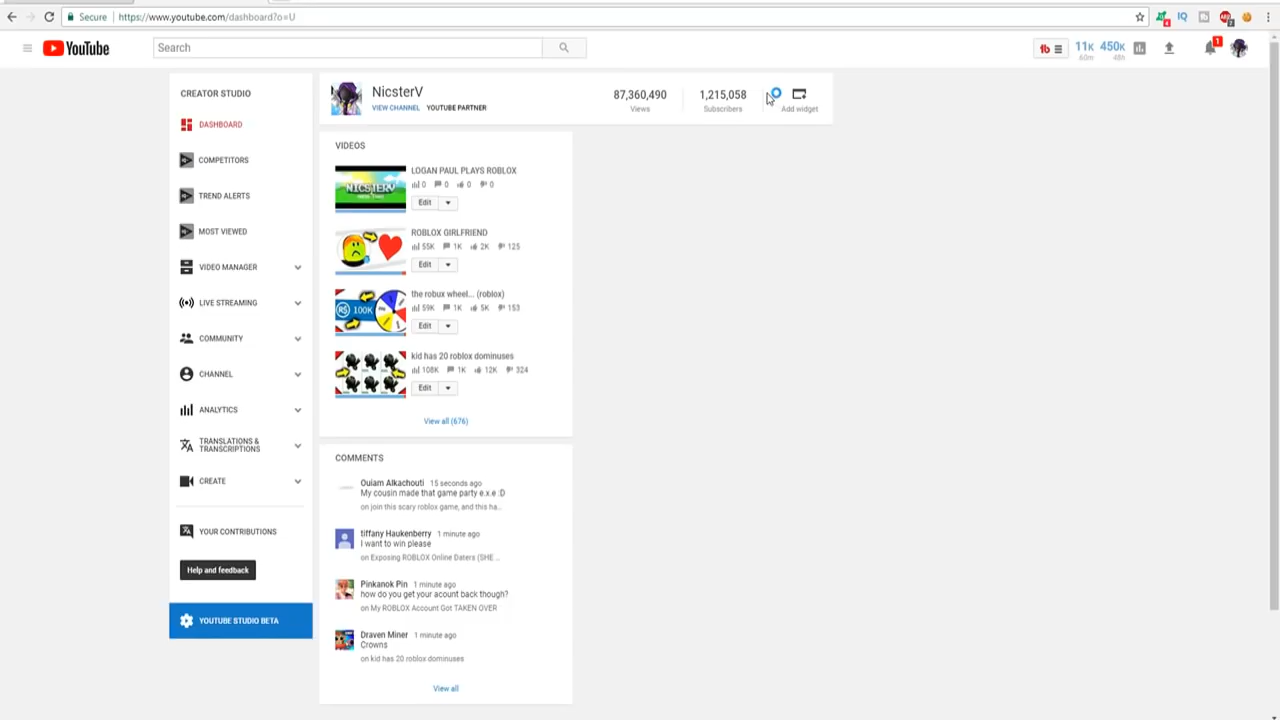 Secure
https://www.youtube.com/dashboard?o=U
IQ
YouTube
Search
11K
60m
450K
48h
1
CREATOR STUDIO
DASHBOARD
COMPETITORS
TREND ALERTS
MOST VIEWED
VIDEO MANAGER
LIVE STREAMING
COMMUNITY
CHANNEL
ANALYTICS
TRANSLATIONS &
TRANSCRIPTIONS
CREATE
YOUR CONTRIBUTIONS
Help and feedback
YOUTUBE STUDIO BETA
NicsterV
VIEW CHANNEL YOUTUBE PARTNER
87,360,490
Views
1,215,058
Subscribers
Add widget
VIDEOS
NICSTERV
LOGAN PAUL PLAYS ROBLOX
0 0 0 0
Edit
ROBLOX GIRLFRIEND
55K 1K 2K 125
Edit
R$ 100K
the robux wheel... (roblox)
59K 1K 5K 153
Edit
kid has 20 roblox dominuses
108K 1K 12K 324
Edit
View all (676)
COMMENTS
Ouiam Alkachouti 15 seconds ago
My cousin made that game party e.x.e :D
on join this scary roblox game, and this ha...
tiffany Haukenberry 1 minute ago
I want to win please
on Exposing ROBLOX Online Daters (SHE ...
Pinkanok Pin 1 minute ago
how do you get your acount back though?
on My ROBLOX Account Got TAKEN OVER
Draven Miner 1 minute ago
Crowns
on kid has 20 roblox dominuses
View all